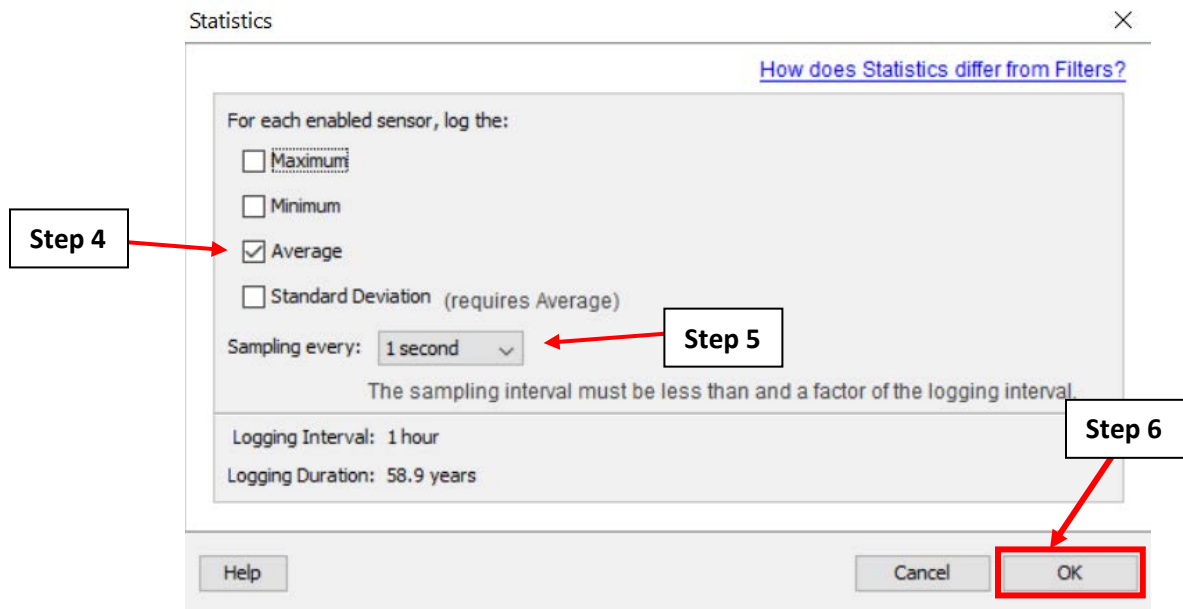 Statistics
How does Statistics differ from Filters?
For each enabled sensor, log the:
Maximum
Minimum
Step 4
Average
Standard Deviation (requires Average)
Sampling every: 1 second
Step 5
The sampling interval must be less than and a factor of the logging interval.
Logging Interval: 1 hour
Step 6
Logging Duration: 58.9 years
Help
Cancel
OK